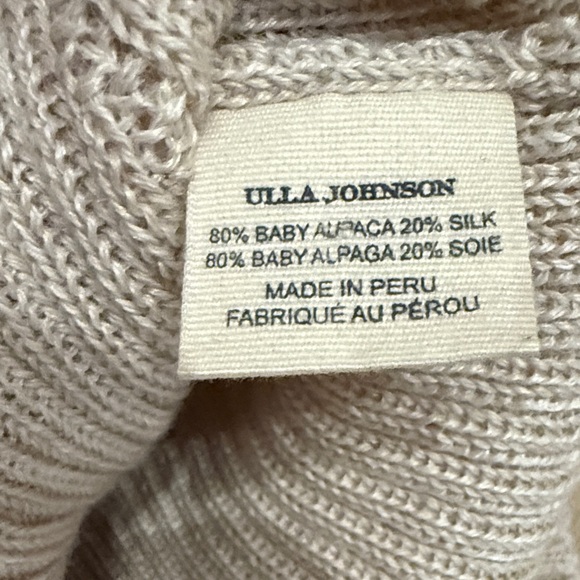 ULLA JOHNSON
80% BABY ALPACA 20% SILK
80% BABY ALPAGA 20% SOIE
MADE IN PERU
FABRIQUÉ AU PÉROU